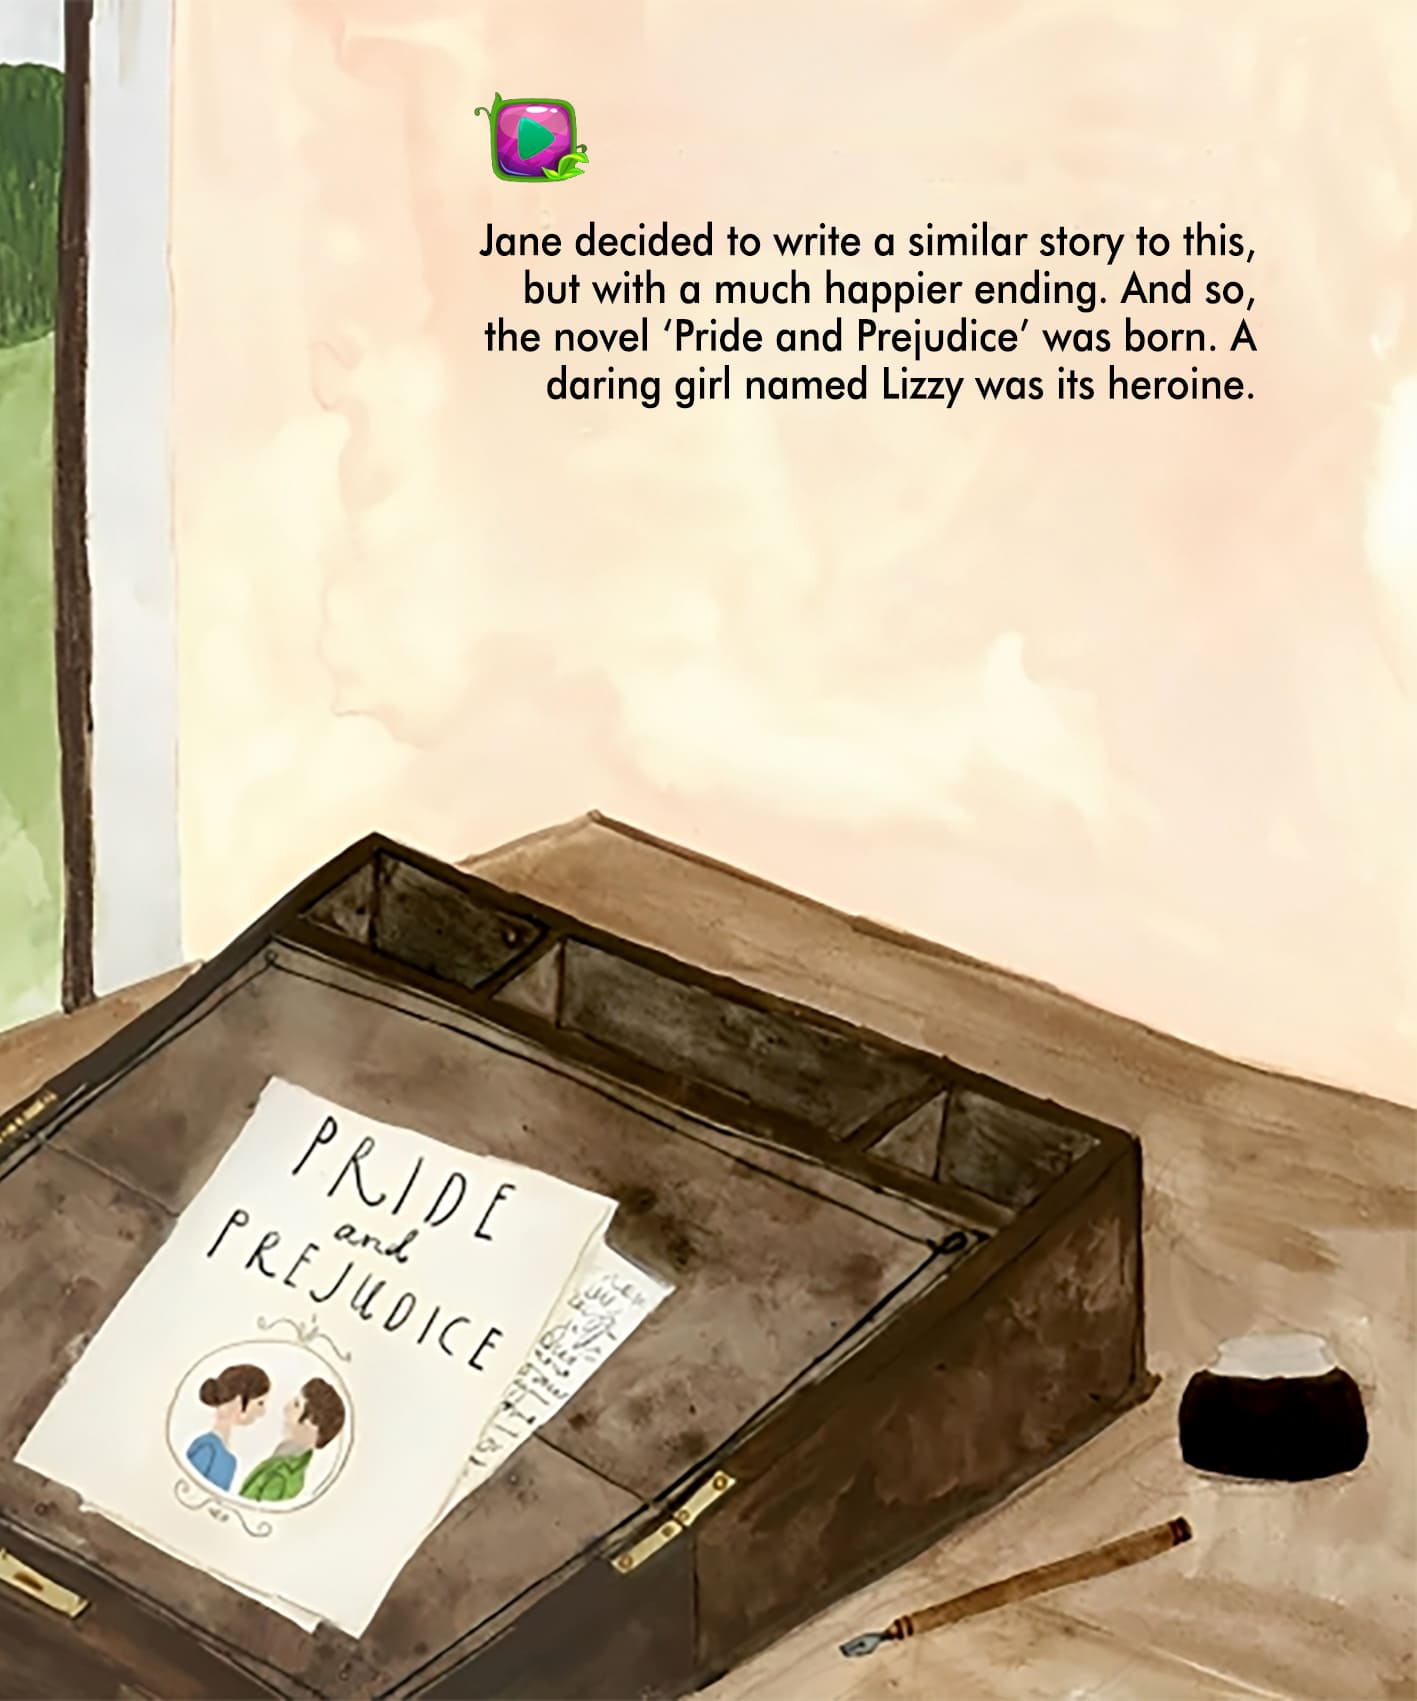 Jane decided to write a similar story to this,
but with a much happier ending. And so,
the novel ‘Pride and Prejudice’ was born. A
daring girl named Lizzy was its heroine.
PRIDE
and
PREJUDICE